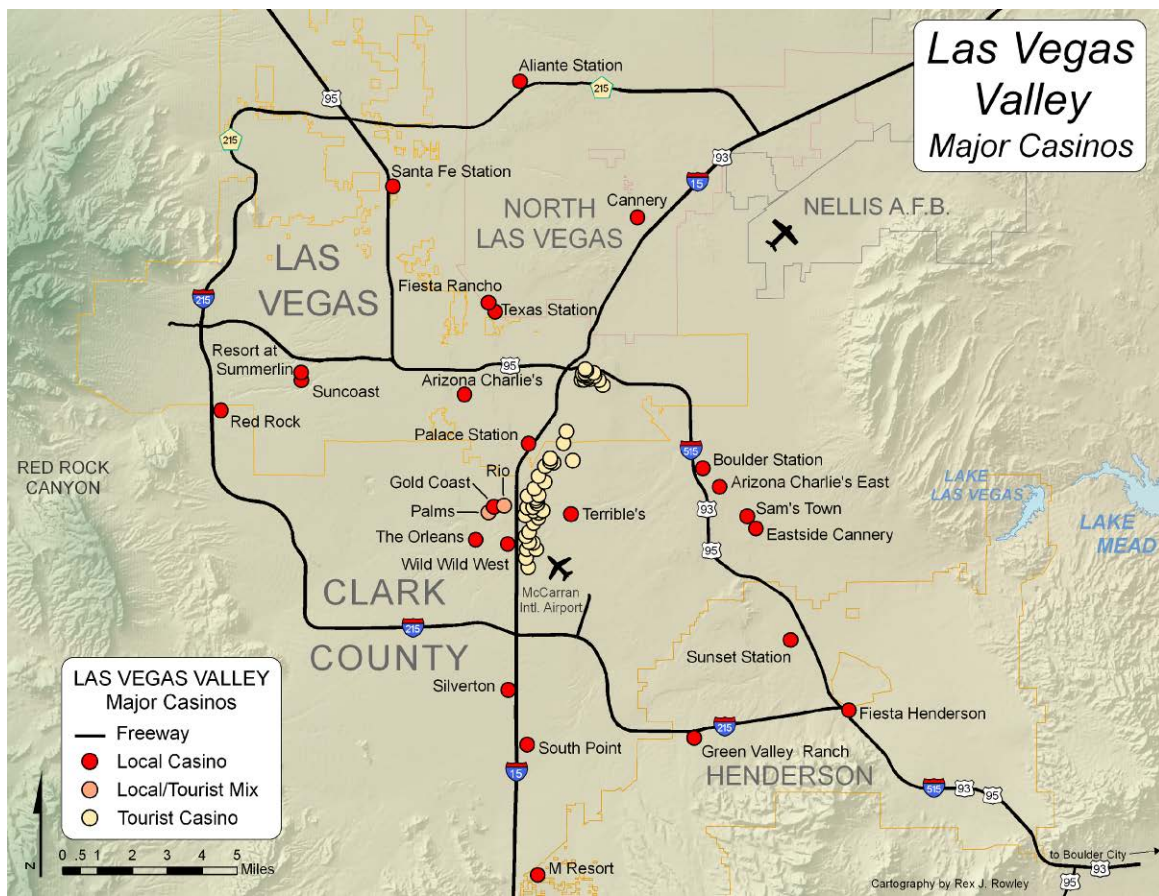 Las Vegas
Valley
Major Casinos
Aliante Station
95
215
93
215
15
Santa Fe Station
Cannery
NORTH
LAS VEGAS
NELLIS A.F.B.
LAS
VEGAS
Fiesta Rancho
215
Texas Station
95
Resort at
Summerlin
Suncoast
Arizona Charlie's
Red Rock
Palace Station
515
RED ROCK
CANYON
Rio
Boulder Station
Gold Coast
Arizona Charlie's East
LAKE
LAS VEGAS
93
Palms
Terrible's
Sam's Town
LAKE
MEAD
The Orleans
Eastside Cannery
95
Wild Wild West
McCarran
Intl. Airport
CLARK
215
COUNTY
Sunset Station
Silverton
Fiesta Henderson
215
South Point
Green Valley Ranch
HENDERSON
15
515
93
95
LAS VEGAS VALLEY
Major Casinos
Freeway
Local Casino
Local/Tourist Mix
Tourist Casino
N
0 .5 1 2 3 4 5
Miles
M Resort
to Boulder City
93
95
Cartography by Rex J. Rowley